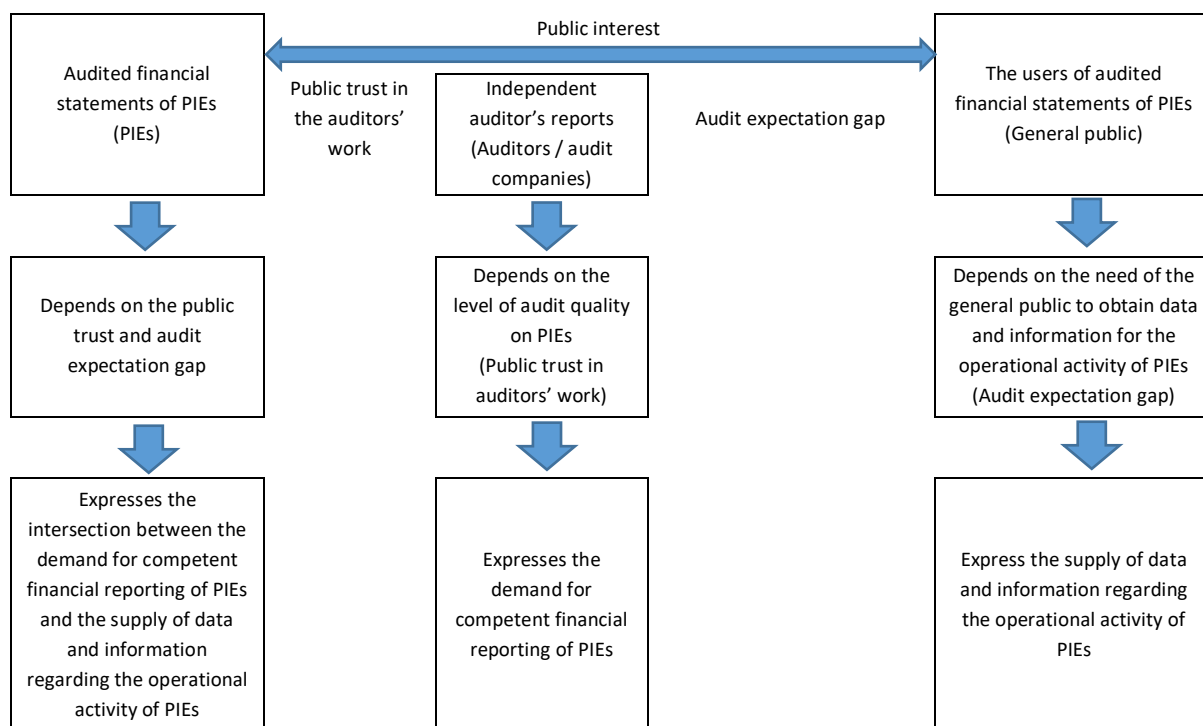 Public interest
Audited financial
statements of PIEs
(PIEs)
Public trust in
the auditors’
work
Independent
auditor’s reports
(Auditors / audit
companies)
Audit expectation gap
The users of audited
financial statements of PIEs
(General public)
Depends on the public
trust and audit
expectation gap
Depends on the
level of audit quality
on PIEs
(Public trust in
auditors’ work)
Depends on the need of the
general public to obtain data
and information for the
operational activity of PIEs
(Audit expectation gap)
Expresses the
intersection between the
demand for competent
financial reporting of PIEs
and the supply of data
and information
regarding the operational
activity of PIEs
Expresses the
demand for
competent financial
reporting of PIEs
Express the supply of data
and information regarding
the operational activity of
PIEs